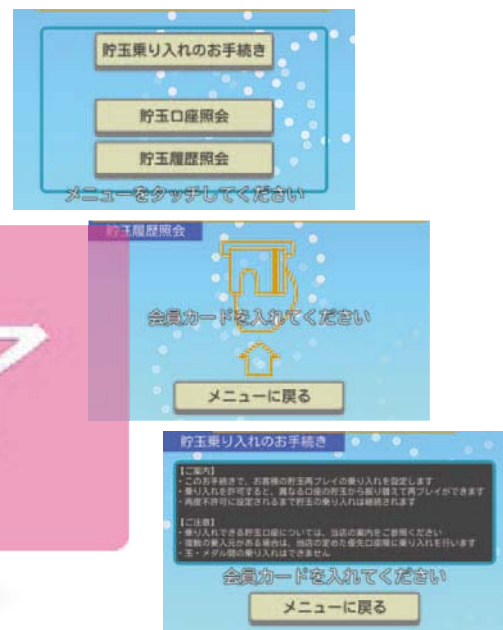 貯玉乗り入れのお手続き
貯玉口座照会
貯玉履歴照会
メニューをタッチしてください
貯玉履歴照会
会員カードを入れてください
メニューに戻る
貯玉乗り入れのお手続き
【ご案内】
・このお手続きで、お客様の貯玉再プレイの乗り入れを設定します
・乗り入れを許可すると、異なる口座の貯玉から振り替えて再プレイができます
・再度不許可に設定されるまで貯玉の乗り入れは継続されます
【ご注意】
・乗り入れできる貯玉口座については、当店の案内をご参照ください
・複数の乗入元がある場合は、当店の定めた優先口座順に乗り入れを行います
・玉・メダル間の乗り入れはできません
会員カードを入れてください
メニューに戻る